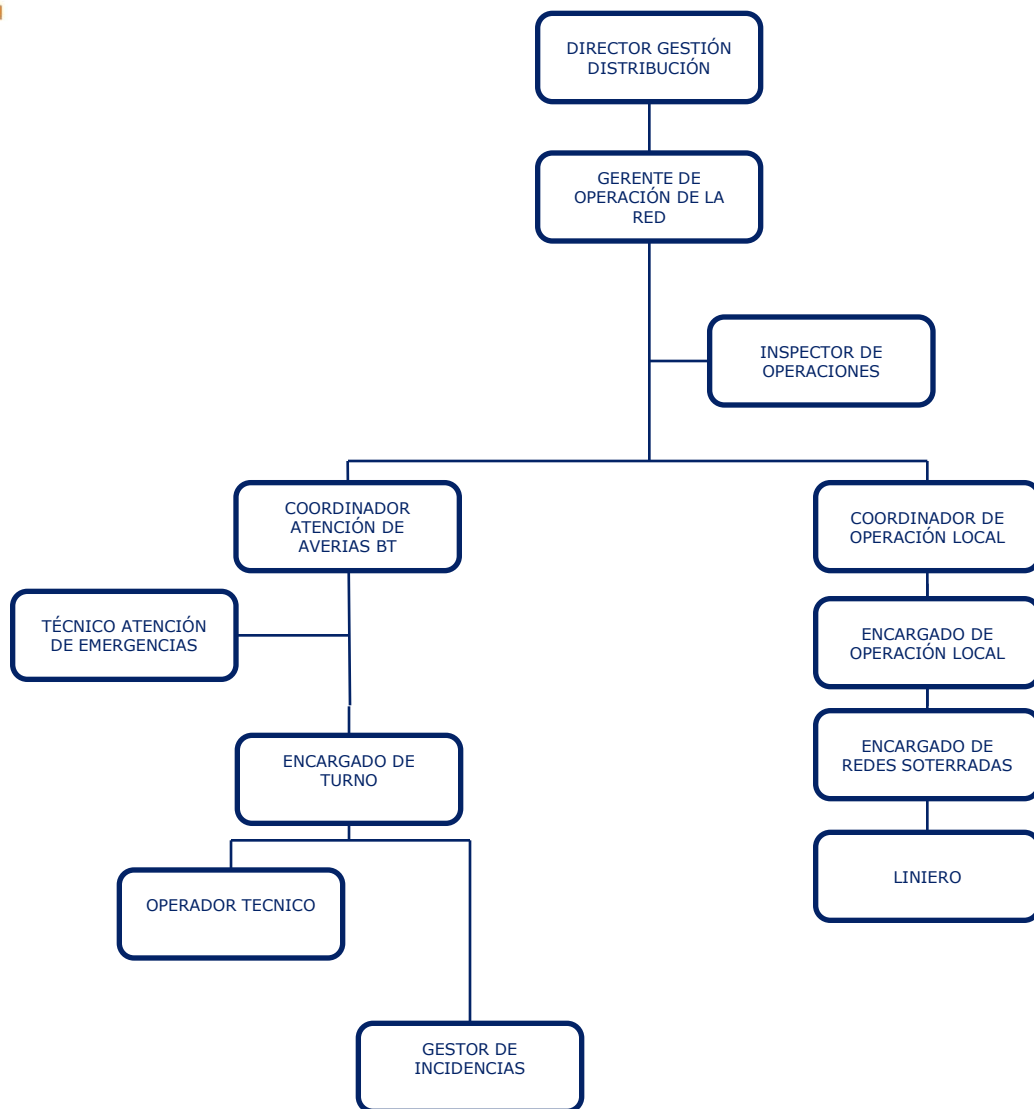 DIRECTOR GESTIÓN
DISTRIBUCIÓN
GERENTE DE
OPERACIÓN DE LA
RED
INSPECTOR DE
OPERACIONES
COORDINADOR
ATENCIÓN DE
AVERIAS BT
COORDINADOR DE
OPERACIÓN LOCAL
TÉCNICO ATENCIÓN
DE EMERGENCIAS
ENCARGADO DE
OPERACIÓN LOCAL
ENCARGADO DE
TURNO
ENCARGADO DE
REDES SOTERRADAS
OPERADOR TECNICO
LINIERO
GESTOR DE
INCIDENCIAS